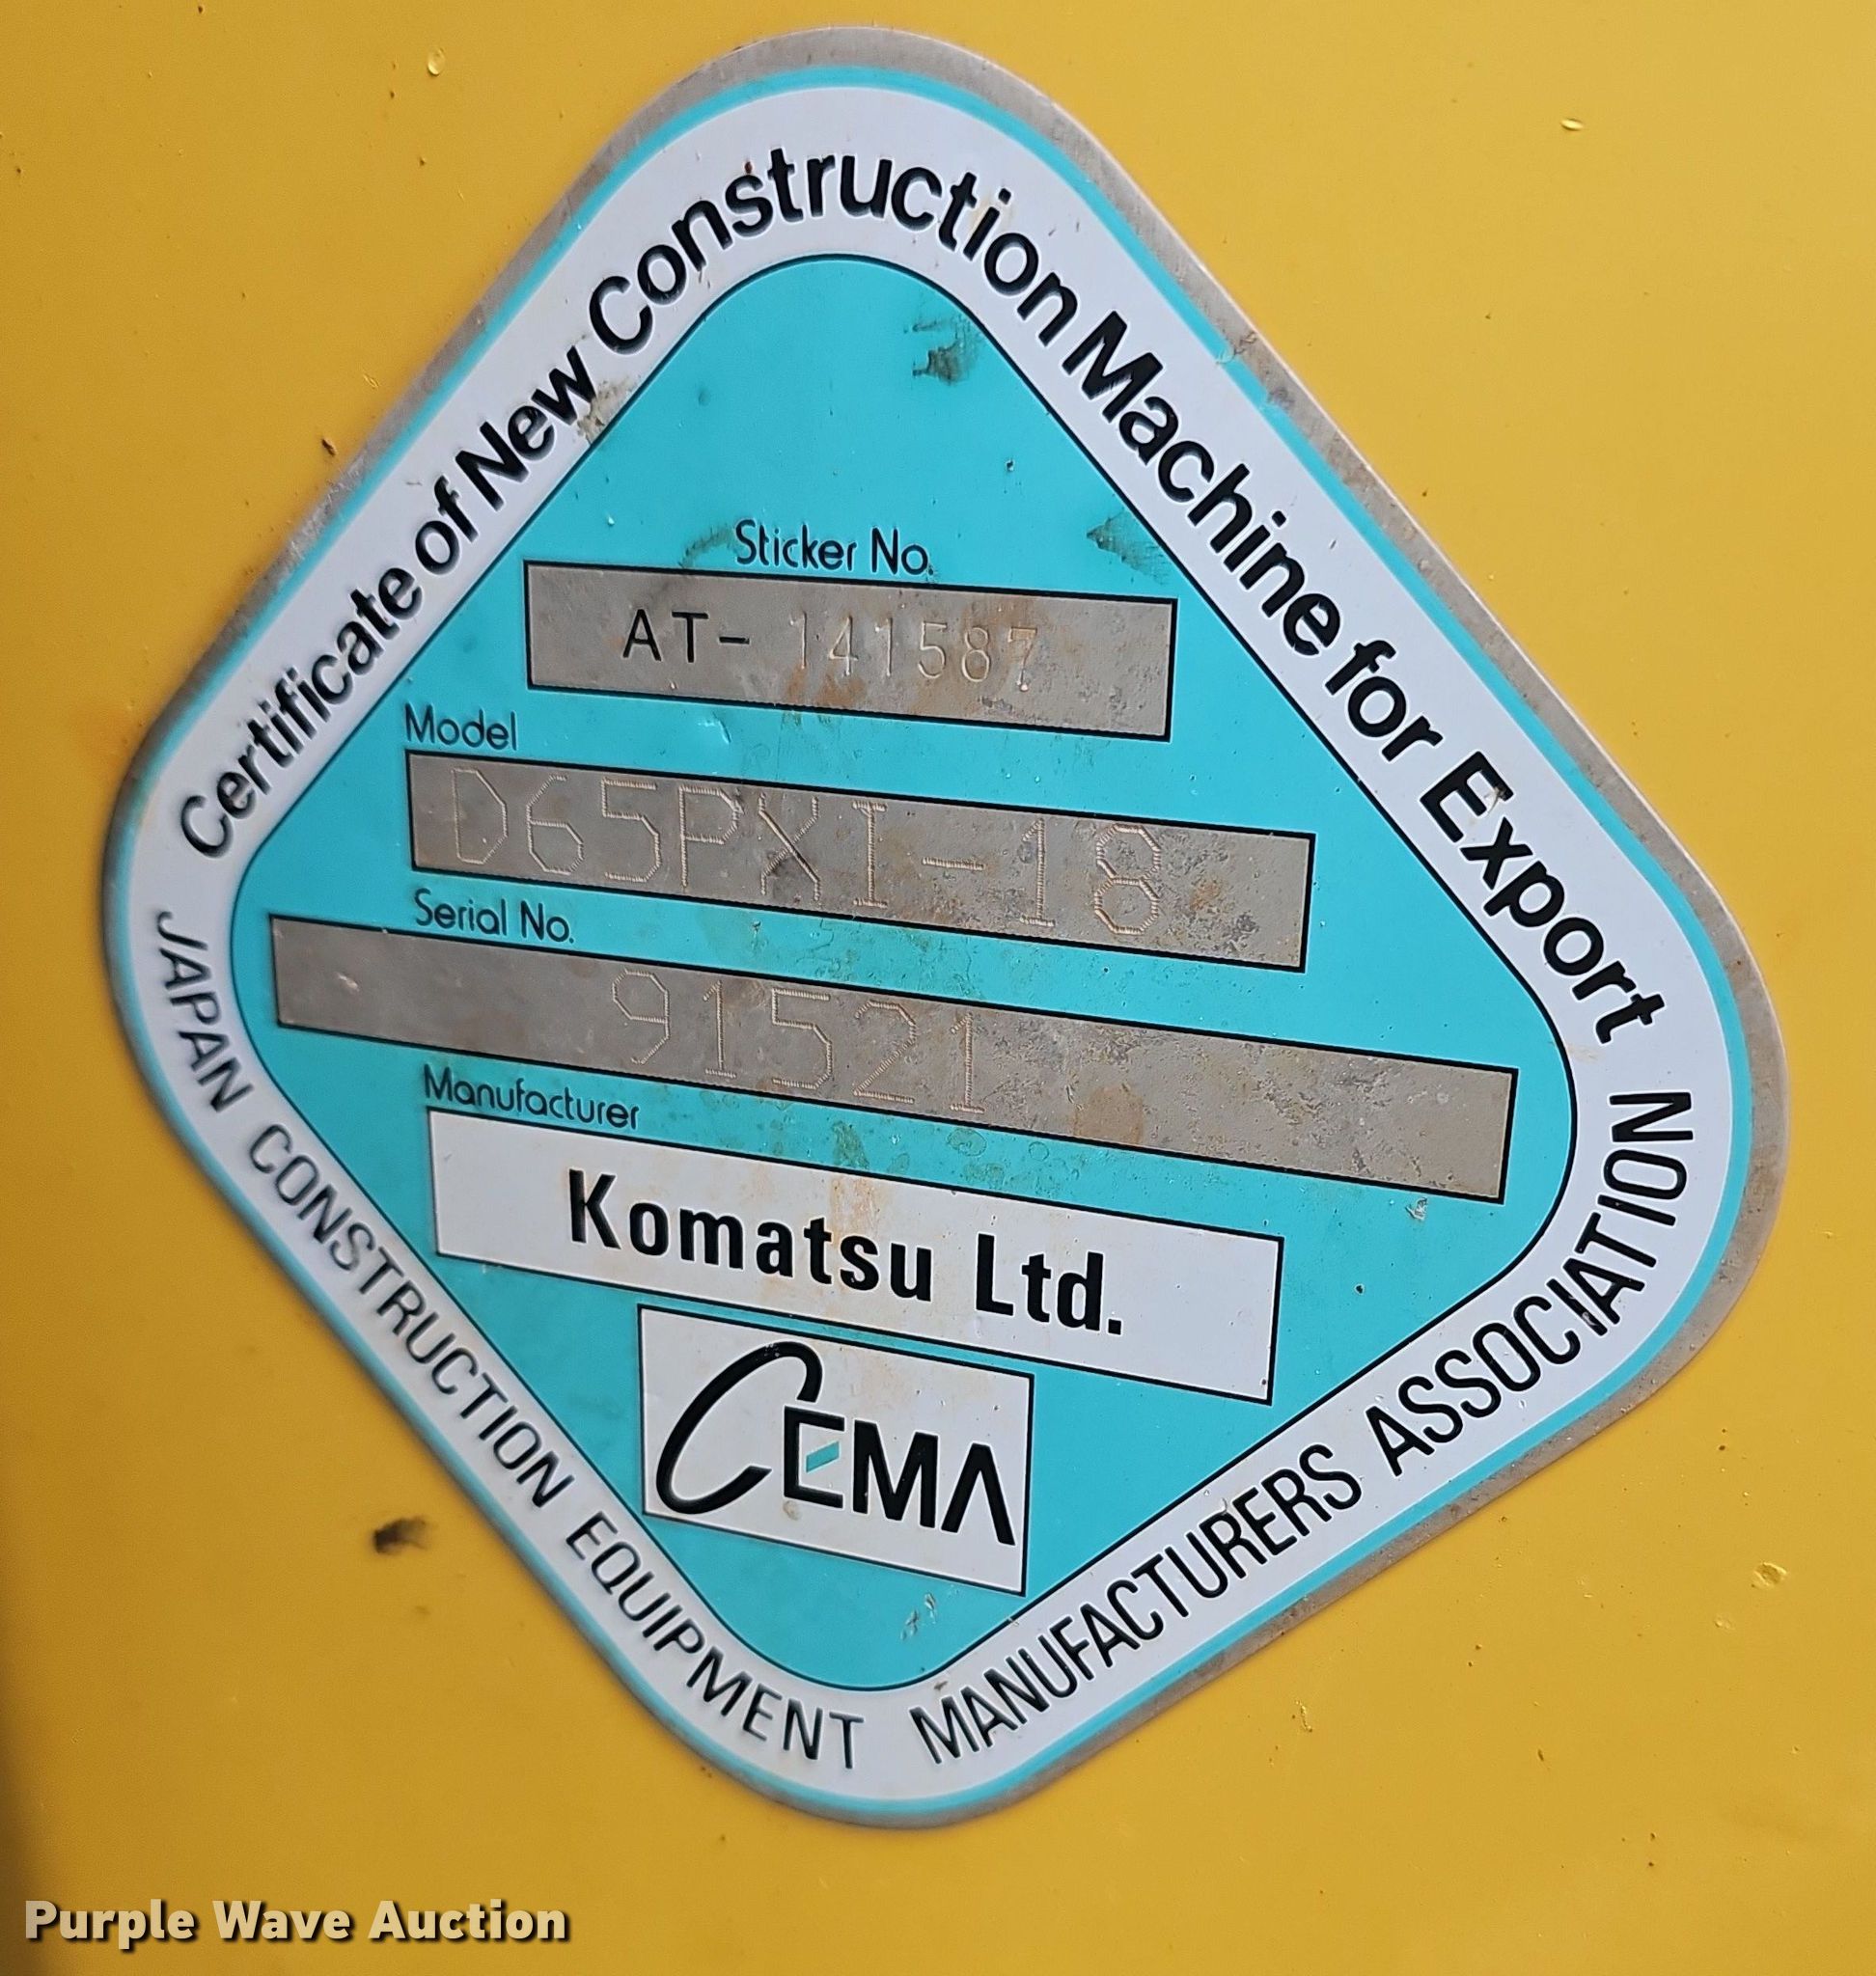 Certificate of New Construction Machine for Export
Sticker No.
AT- 141587
Model
D65PXI-18
Serial No.
91521
Manufacturer
Komatsu Ltd.
CEMA
JAPAN CONSTRUCTION EQUIPMENT MANUFACTURERS ASSOCIATION
Purple Wave Auction